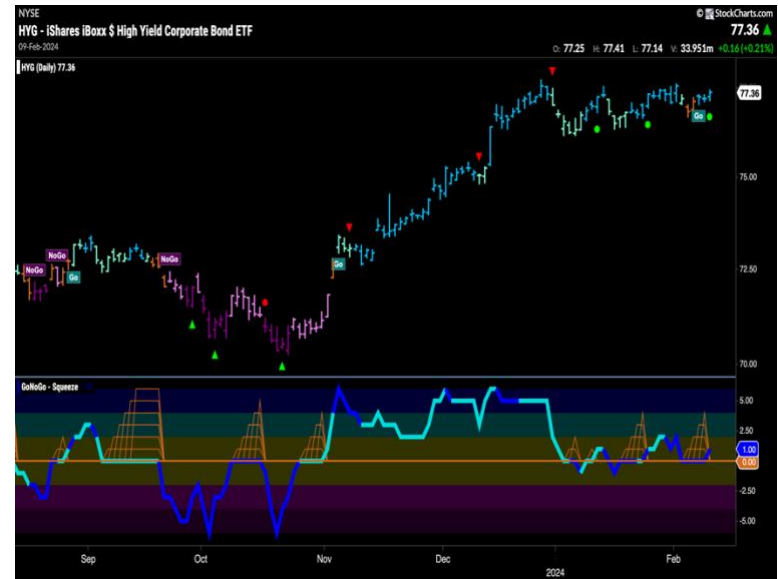 NYSE
© StockCharts.com
HYG - iShares iBoxx $ High Yield Corporate Bond ETF
77.36
09-Feb-2024
O: 77.25 H: 77.41 L: 77.14 V: 33.951m +0.16 (+0.21%)
HYG (Daily) 77.36
77.36
Go
75.00
Go
72.50
NoGo
NoGo
Go
NoGo
70.00
GoNoGo - Squeeze
5.00
2.50
1.00
0.00
-2.50
-5.00
Sep
Oct
Nov
Dec
2024
Feb